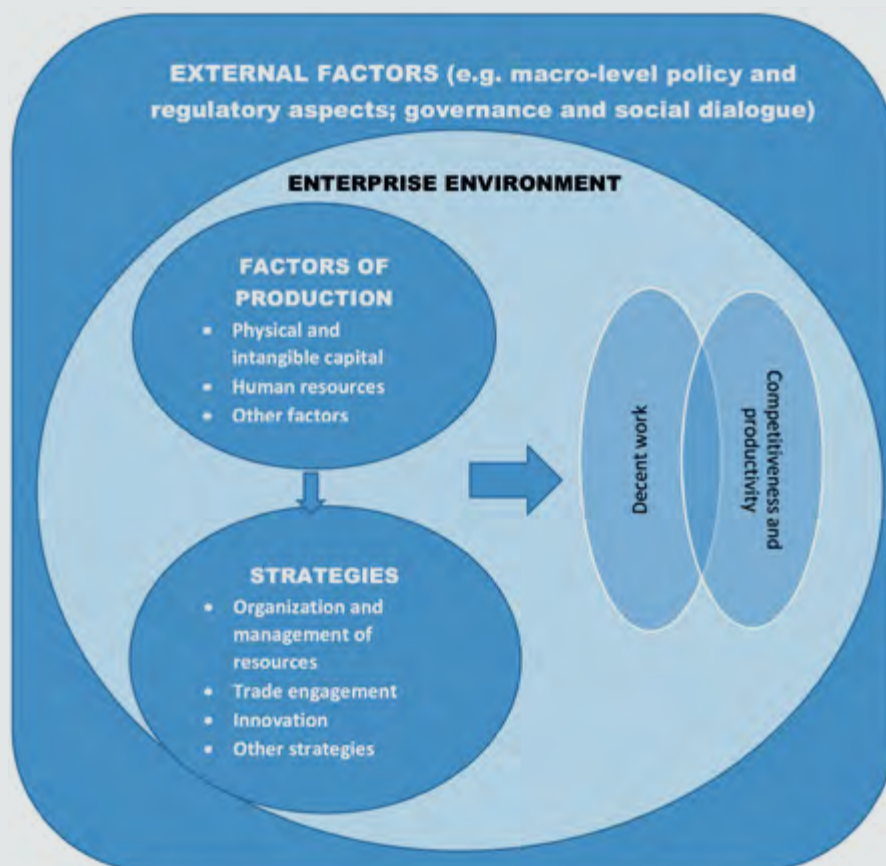 EXTERNAL FACTORS (e.g. macro-level policy and
regulatory aspects; governance and social dialogue)
ENTERPRISE ENVIRONMENT
FACTORS OF
PRODUCTION
• Physical and
intangible capital
• Human resources
• Other factors
STRATEGIES
• Organization and
management of
resources
• Trade engagement
• Innovation
• Other strategies
Decent work
Competitiveness and
productivity